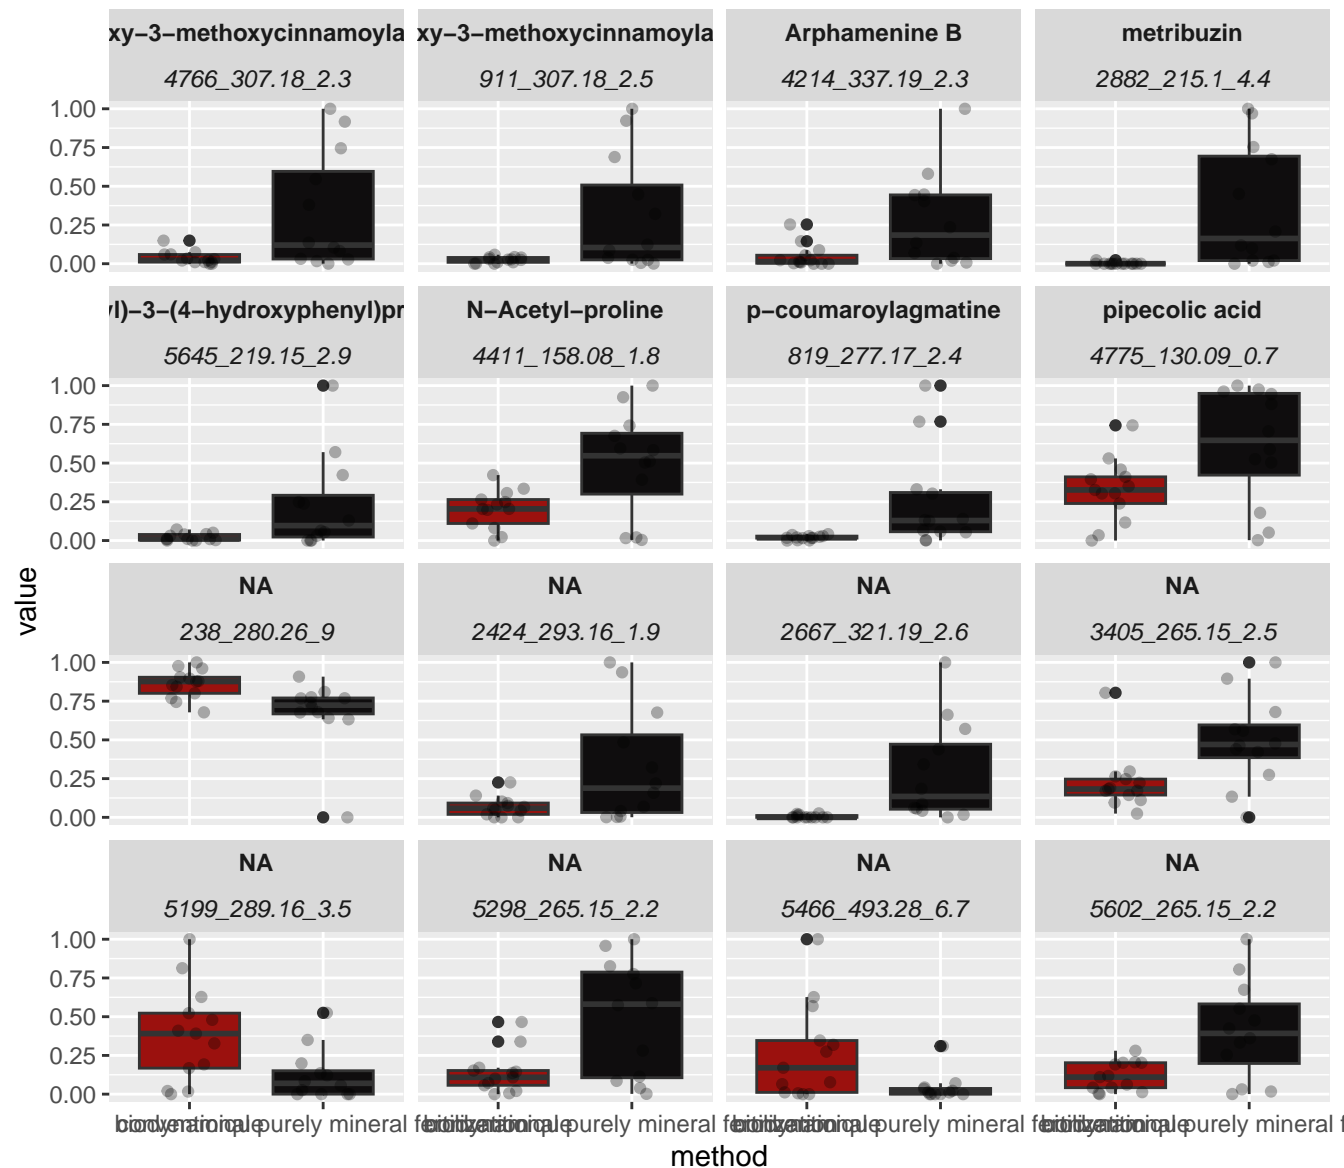 xy−3−methoxycinnamoyla xy−3−methoxycinnamoyla Arphamenine B metribuzin
4766_307.18_2.3 911_307.18_2.5 4214_337.19_2.3 2882_215.1_4.4
1.00
0.75
0.50
0.25
0.00
yl)−3−(4−hydroxyphenyl)pr N−Acetyl−proline p−coumaroylagmatine pipecolic acid
5645_219.15_2.9 4411_158.08_1.8 819_277.17_2.4 4775_130.09_0.7
1.00
0.75
0.50
0.25
0.00
NA NA NA NA
238_280.26_9 2424_293.16_1.9 2667_321.19_2.6 3405_265.15_2.5
1.00
0.75
0.50
0.25
0.00
value
NA NA NA NA
5199_289.16_3.5 5298_265.15_2.2 5466_493.28_6.7 5602_265.15_2.2
1.00
0.75
0.50
0.25
0.00
purely mineral purely mineral purely mineral purely mineral
method